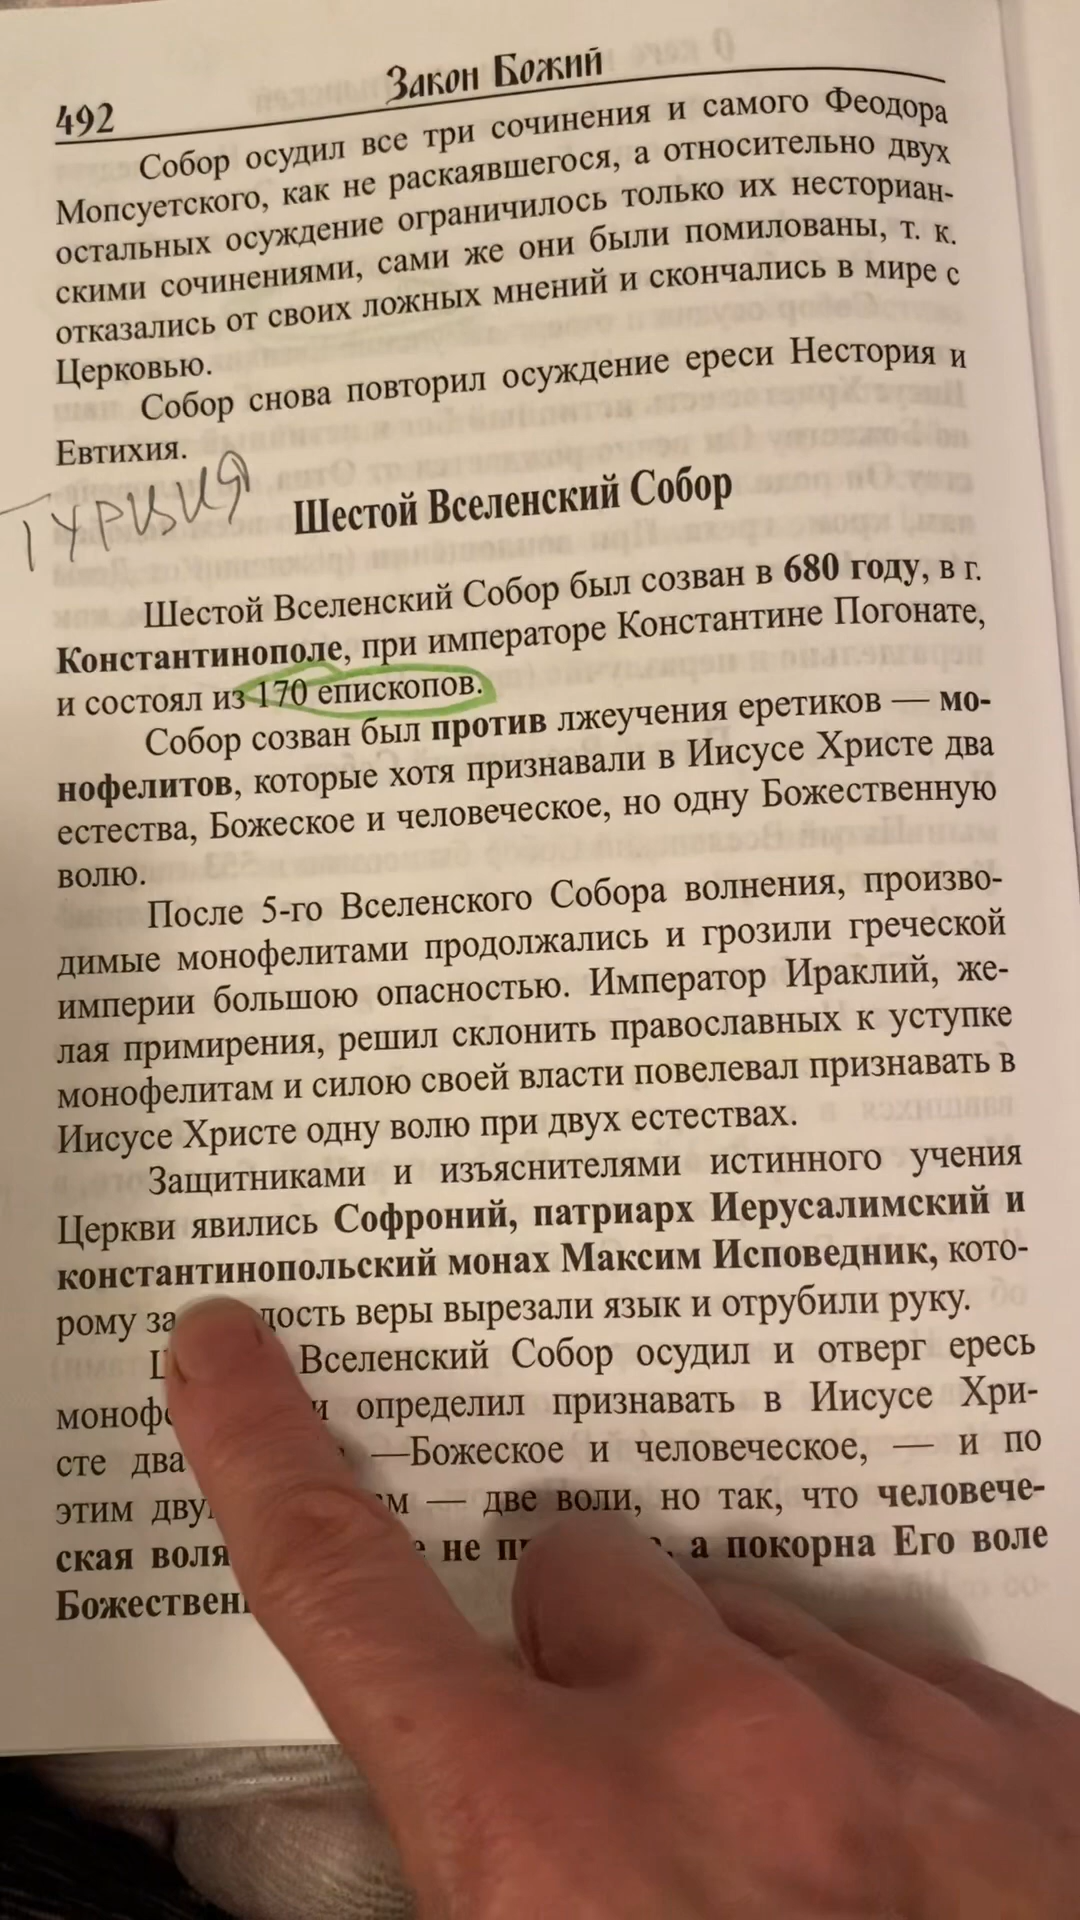 492
Закон Божий
Собор осудил все три сочинения и самого Феодора
Мопсуетского, как не раскаявшегося, а относительно двух
остальных осуждение ограничилось только их несториан-
скими сочинениями, сами же они были помилованы, т. к.
отказались от своих ложных мнений и скончались в мире с
Церковью.
Собор снова повторил осуждение ереси Нестория и
Евтихия.
ТУРЦИЯ
Шестой Вселенский Собор
Шестой Вселенский Собор был созван в 680 году, в г.
Константинополе, при императоре Константине Погонате,
и состоял из 170 епископов.
Собор созван был против лжеучения еретиков — мо-
нофелитов, которые хотя признавали в Иисусе Христе два
естества, Божеское и человеческое, но одну Божественную
волю.
После 5-го Вселенского Собора волнения, произво-
димые монофелитами продолжались и грозили греческой
империи большою опасностью. Император Ираклий, же-
лая примирения, решил склонить православных к уступке
монофелитам и силою своей власти повелевал признавать в
Иисусе Христе одну волю при двух естествах.
Защитниками и изъяснителями истинного учения
Церкви явились Софроний, патриарх Иерусалимский и
константинопольский монах Максим Исповедник, кото-
рому за веры вырезали язык и отрубили руку.
Вселенский Собор осудил и отверг ересь
и определил признавать в Иисусе Хри-
сте два —Божеское и человеческое, — и по
этим — две воли, но так, что человече-
ская воля не а покорна Его воле